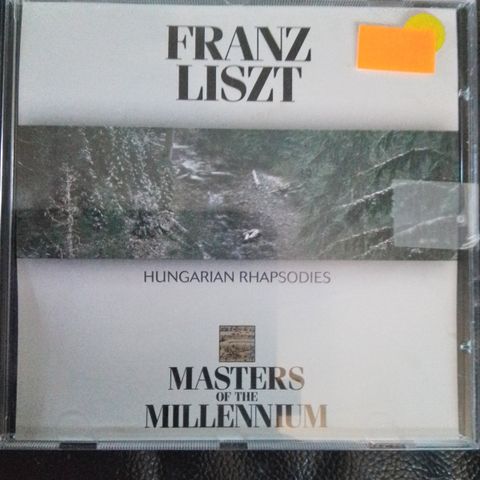 FRANZ
LISZT
HUNGARIAN RHAPSODIES
MASTERS
OF THE
MILLENNIUM